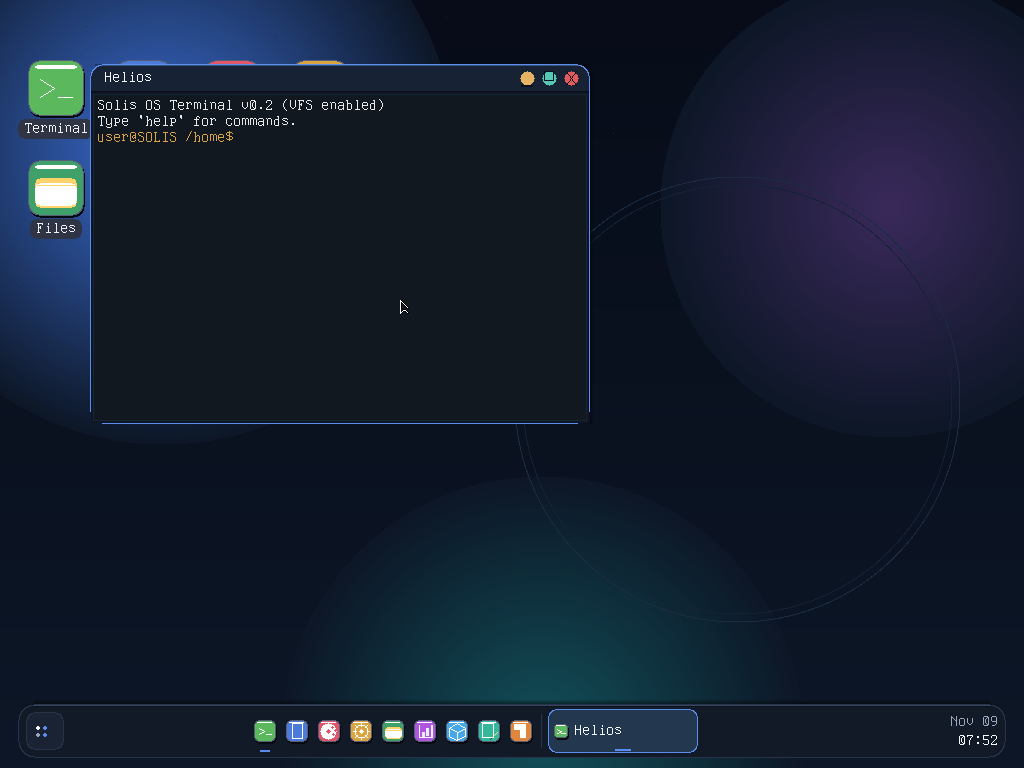 Helios
Solis OS Terminal v0.2 (VFS enabled)
Type 'help' for commands.
user@SOLIS /home$
>_
Terminal
Files
>_
>_ Helios
Nov 09
07:52